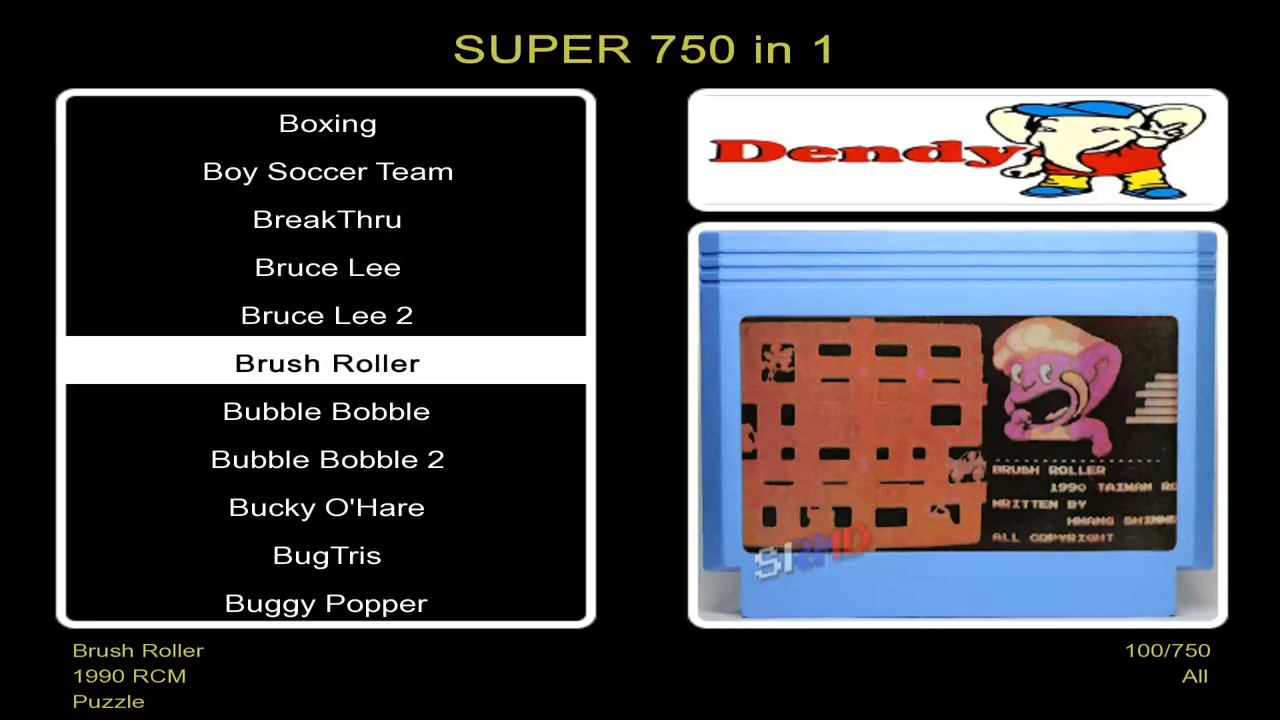 SUPER 750 in 1
Boxing
Boy Soccer Team
BreakThru
Bruce Lee
Bruce Lee 2
Brush Roller
Bubble Bobble
Bubble Bobble 2
Bucky O'Hare
BugTris
Buggy Popper
Dendy
BRUSH ROLLER
1990 TAIWAN
WRITTEN BY
HWANG
ALL COPYRIGHT
Brush Roller
1990 RCM
Puzzle
100/750
All